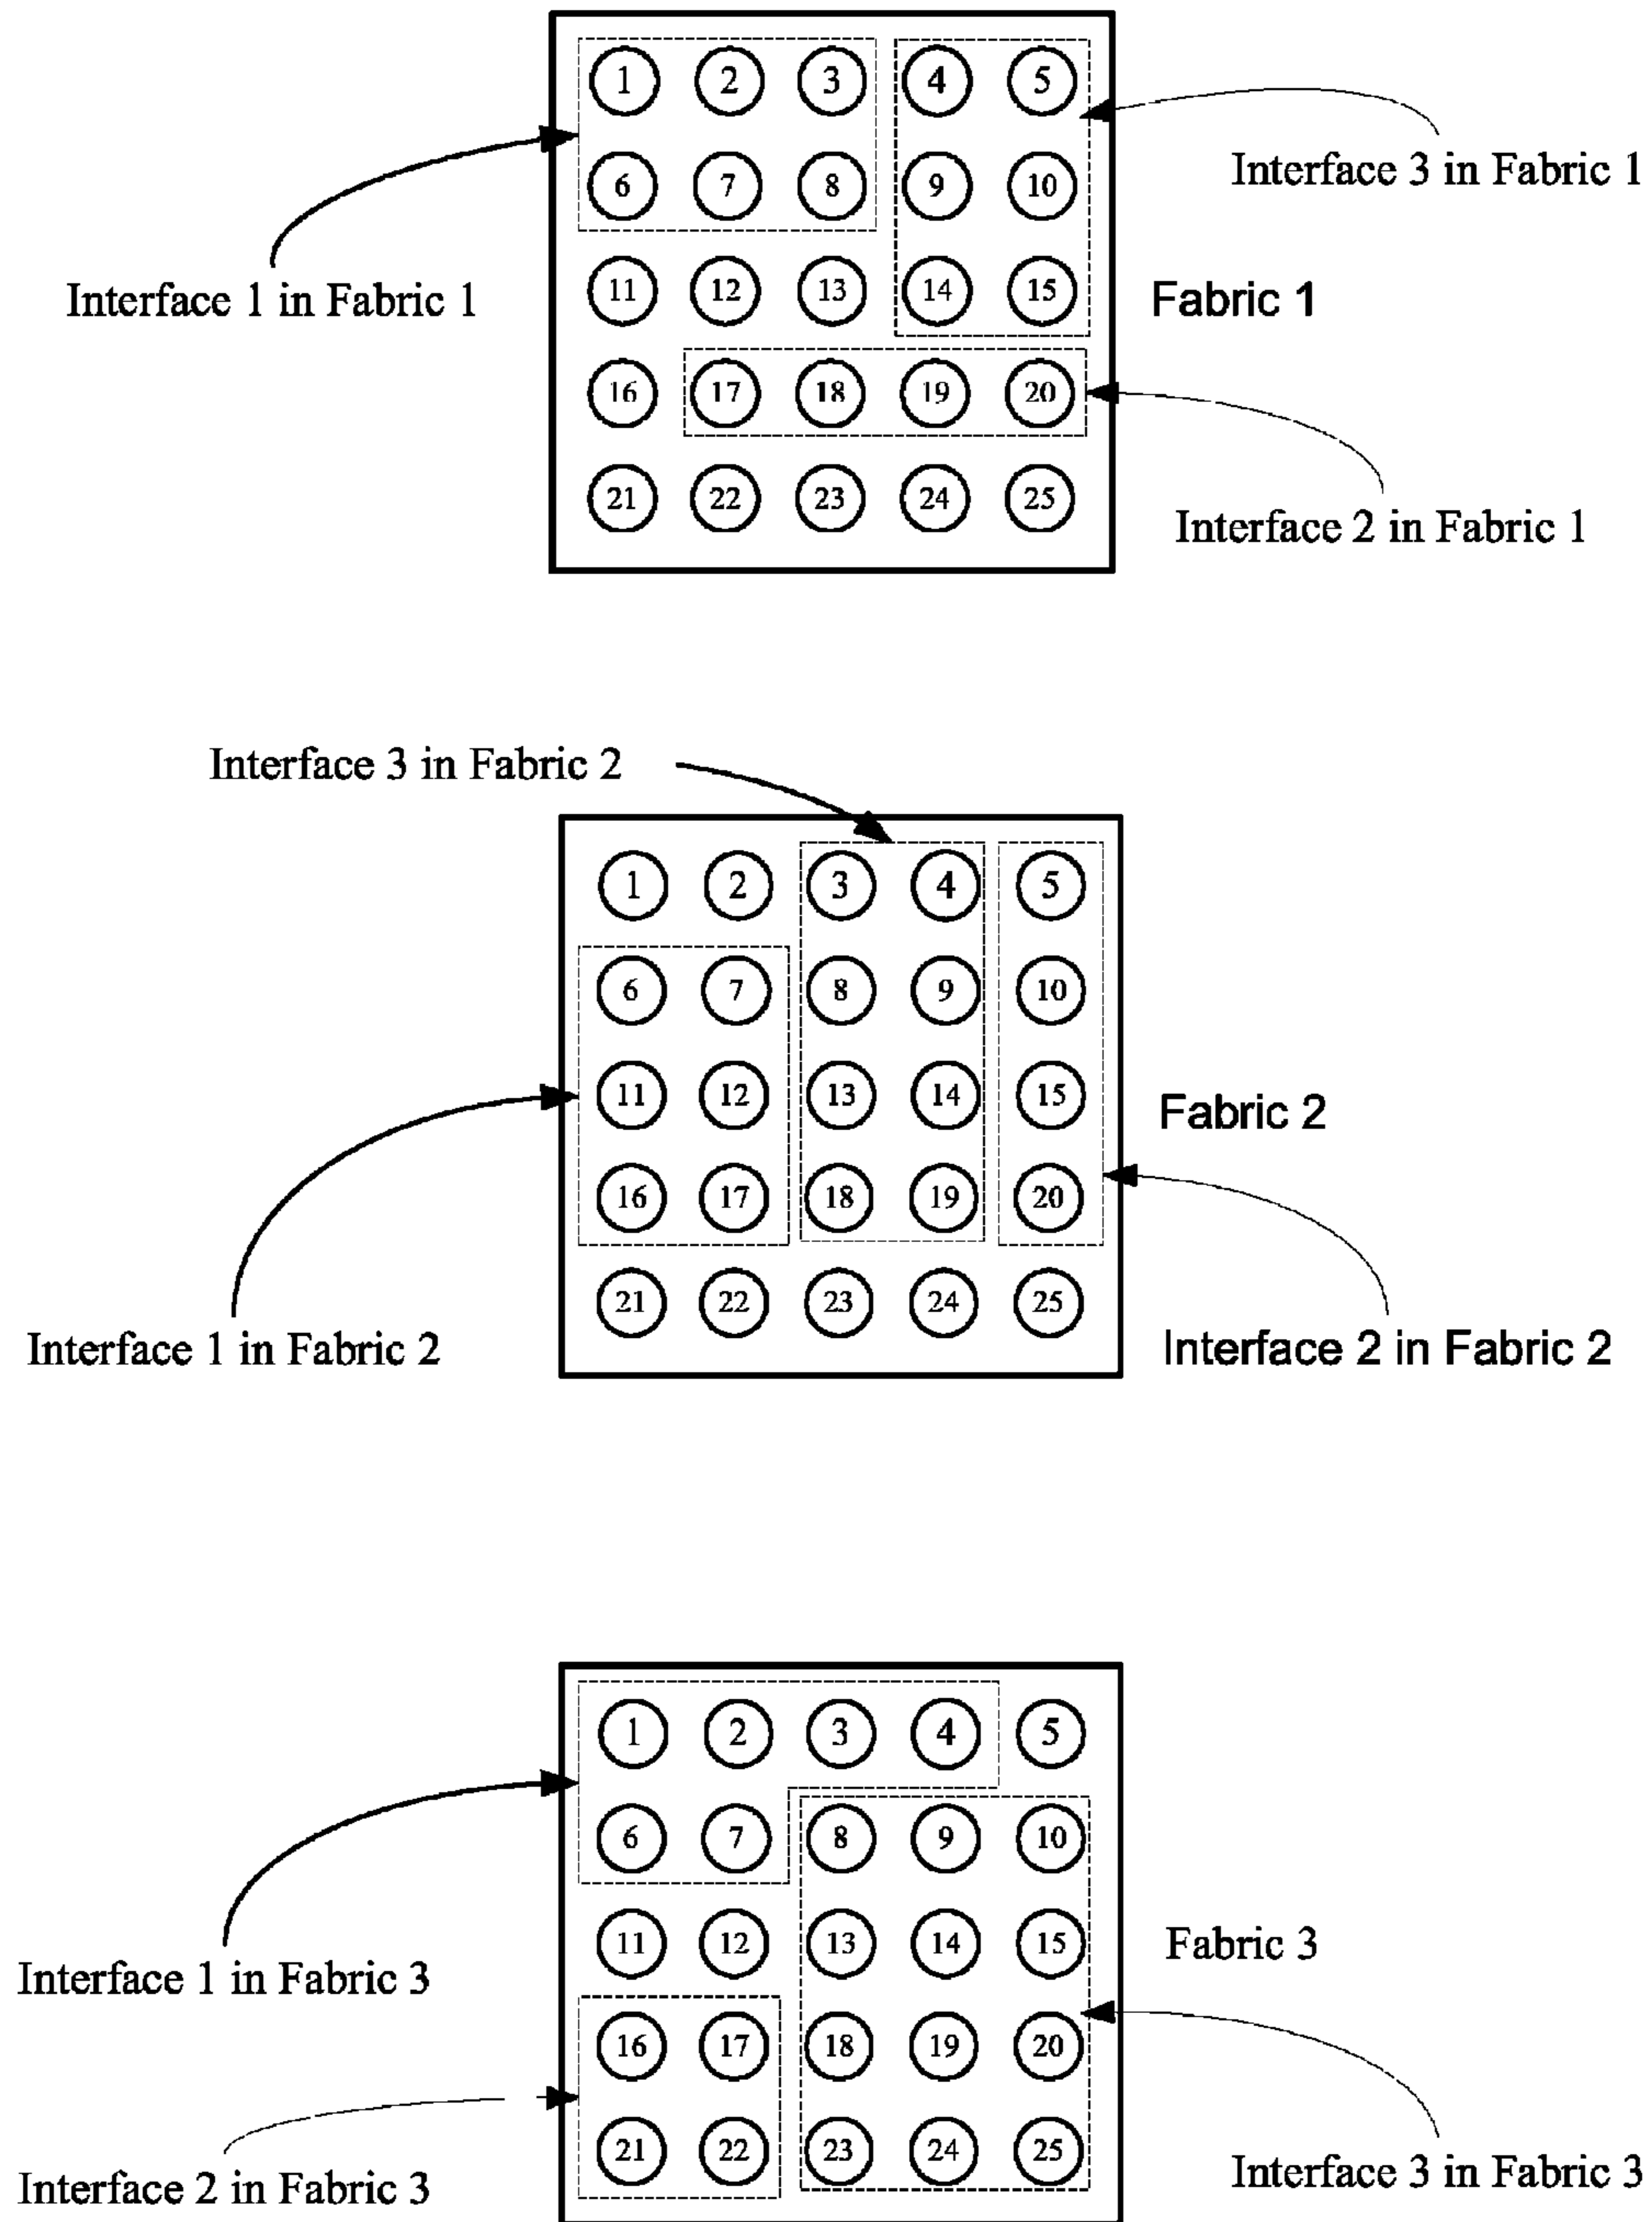 1 2 3 4 5
Interface 3 in Fabric 1
6 7 8 9 10
Interface 1 in Fabric 1
11 12 13 14 15
Fabric 1
16 17 18 19 20
21 22 23 24 25
Interface 2 in Fabric 1
Interface 3 in Fabric 2
1 2 3 4 5
6 7 8 9 10
11 12 13 14 15
Fabric 2
16 17 18 19 20
21 22 23 24 25
Interface 1 in Fabric 2
Interface 2 in Fabric 2
1 2 3 4 5
6 7 8 9 10
11 12 13 14 15
Fabric 3
Interface 1 in Fabric 3
16 17 18 19 20
21 22 23 24 25
Interface 2 in Fabric 3
Interface 3 in Fabric 3